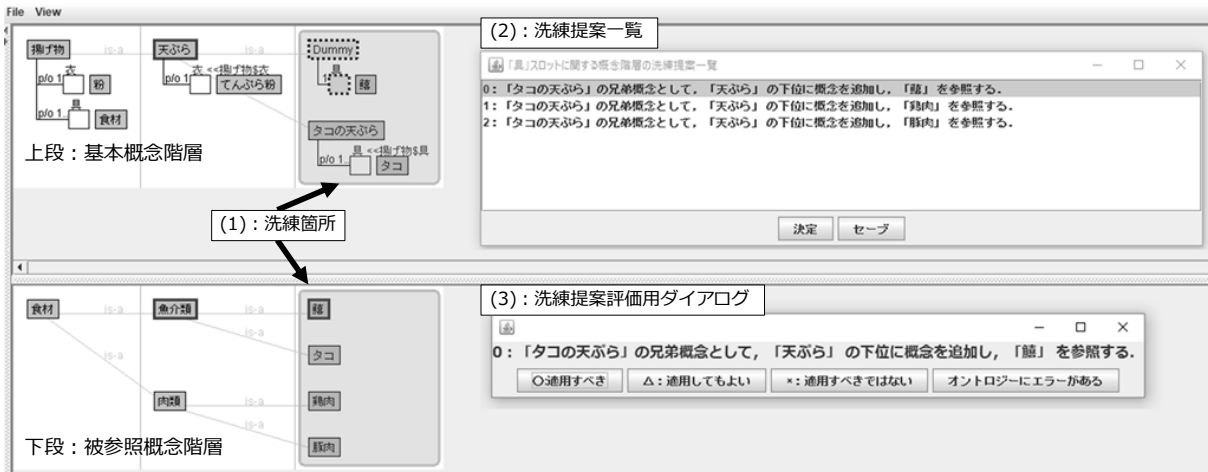 File View
揚げ物
is-a
天ぷら
is-a
Dummy
衣
p/o 1
粉
衣 <<揚げ物$衣
p/o 1
てんぷら粉
具
1
鱚
具
p/o 1..
食材
タコの天ぷら
具 <<揚げ物$具
p/o 1..
タコ
上段：基本概念階層
(1)：洗練箇所
(2)：洗練提案一覧
「具」スロットに関する概念階層の洗練提案一覧
0: 「タコの天ぷら」の兄弟概念として, 「天ぷら」の下位に概念を追加し, 「鱚」を参照する.
1: 「タコの天ぷら」の兄弟概念として, 「天ぷら」の下位に概念を追加し, 「鶏肉」を参照する.
2: 「タコの天ぷら」の兄弟概念として, 「天ぷら」の下位に概念を追加し, 「豚肉」を参照する.
決定
セーブ
食材
is-a
魚介類
is-a
鱚
is-a
タコ
is-a
肉類
is-a
鶏肉
is-a
豚肉
下段：被参照概念階層
(3)：洗練提案評価用ダイアログ
0: 「タコの天ぷら」の兄弟概念として, 「天ぷら」の下位に概念を追加し, 「鱚」を参照する.
○適用すべき
△：適用してもよい
×：適用すべきではない
オントロジーにエラーがある